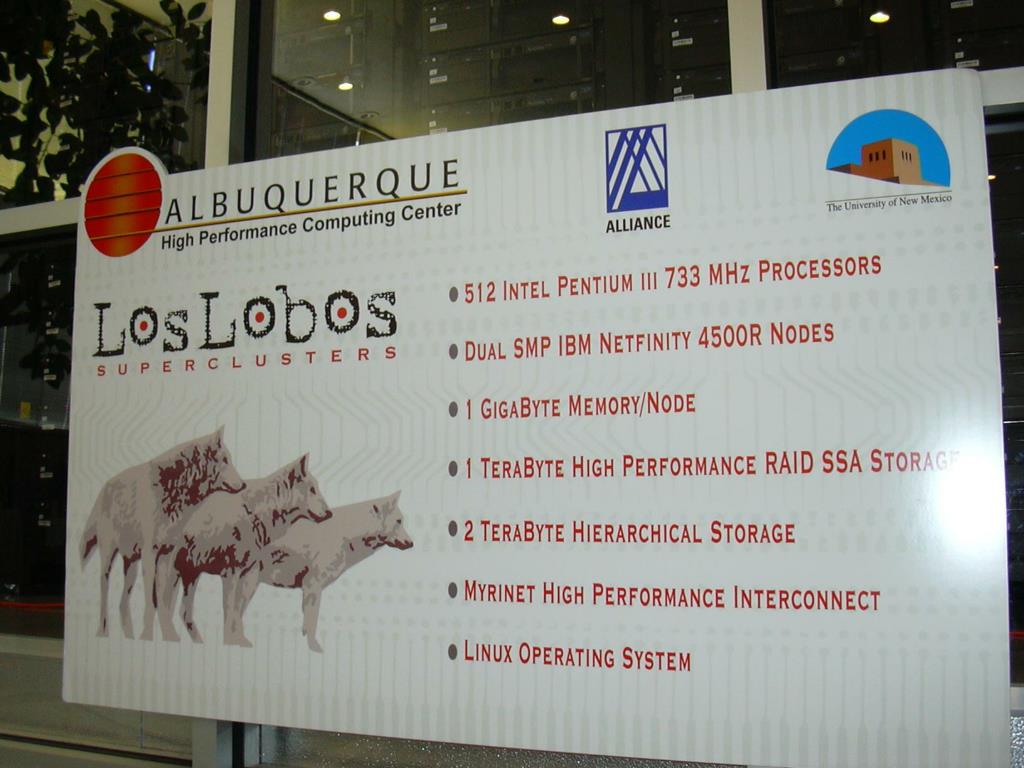 ALBUQUERQUE
High Performance Computing Center
ALLIANCE
The University of New Mexico
LosLobos
SUPERCLUSTERS
• 512 Intel Pentium III 733 MHz Processors
• Dual SMP IBM Netfinity 4500R Nodes
• 1 GigaByte Memory/Node
• 1 TeraByte High Performance RAID SSA Storage
• 2 TeraByte Hierarchical Storage
• Myrinet High Performance Interconnect
• Linux Operating System